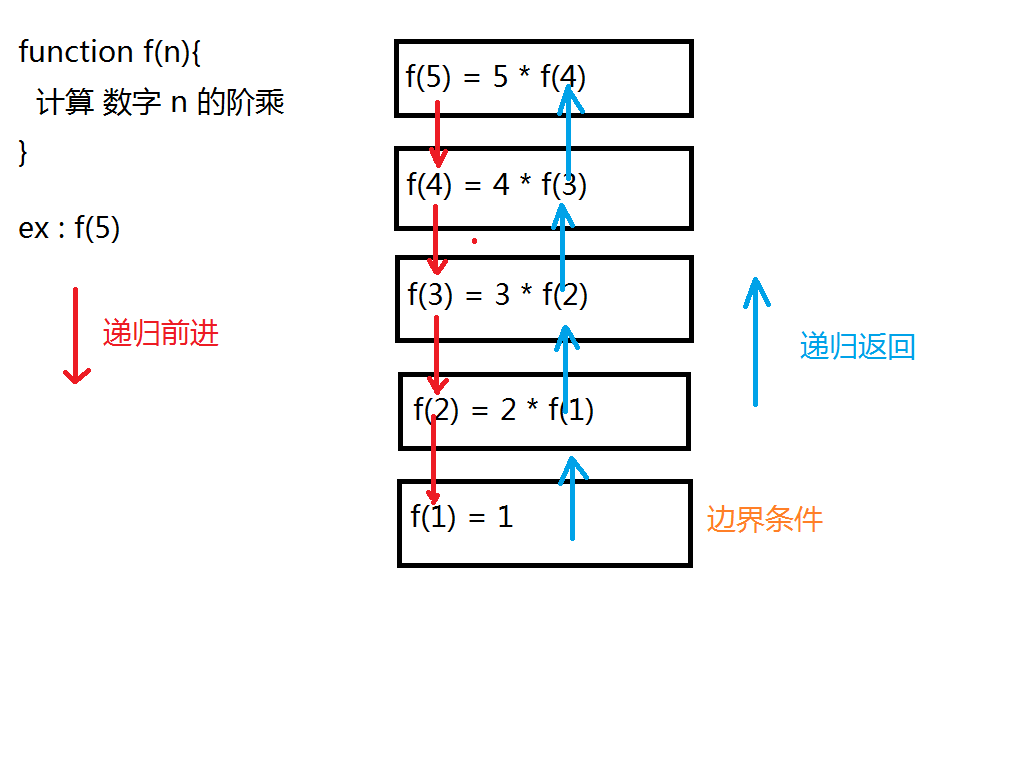 function f(n){
计算 数字 n 的阶乘
}
ex : f(5)
递归前进
f(5) = 5 * f(4)
f(4) = 4 * f(3)
f(3) = 3 * f(2)
f(2) = 2 * f(1)
f(1) = 1
递归返回
边界条件